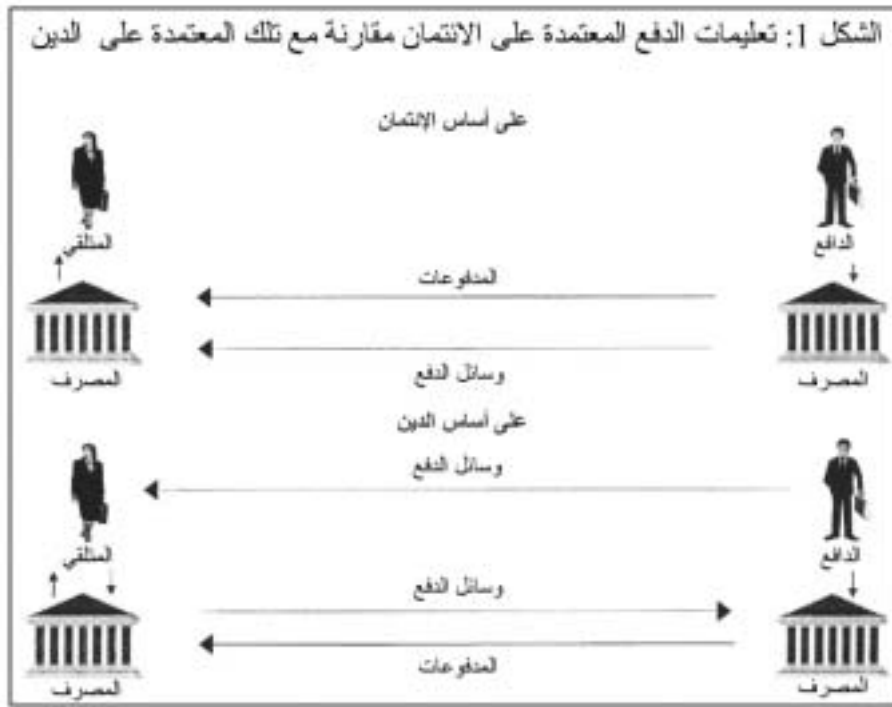 الشكل 1: تعليمات الدفع المعتمدة على الائتمان مقارنة مع تلك المعتمدة على الدين
على أساس الإئتمان
الدافع
المتلقي
المدفوعات
وسائل الدفع
المصرف
المصرف
على أساس الدين
وسائل الدفع
الدافع
المتلقي
وسائل الدفع
المدفوعات
المصرف
المصرف